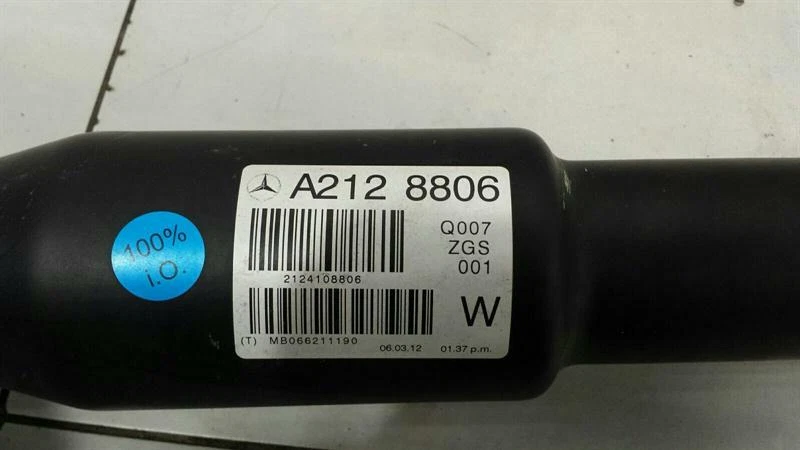 100%
i.O.
A212 8806
Q007
ZGS
001
2124108806
W
(T) MB066211190 06.03.12 01.37 p.m.